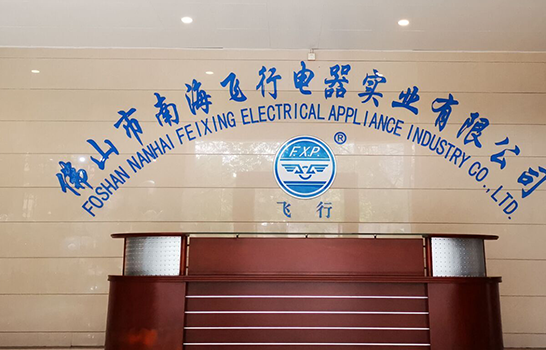 佛山市南海飞行电器实业有限公司
FOSHAN NANHAI FEIXING ELECTRICAL APPLIANCE INDUSTRY CO.,LTD.
F.X.P. ®
飞行